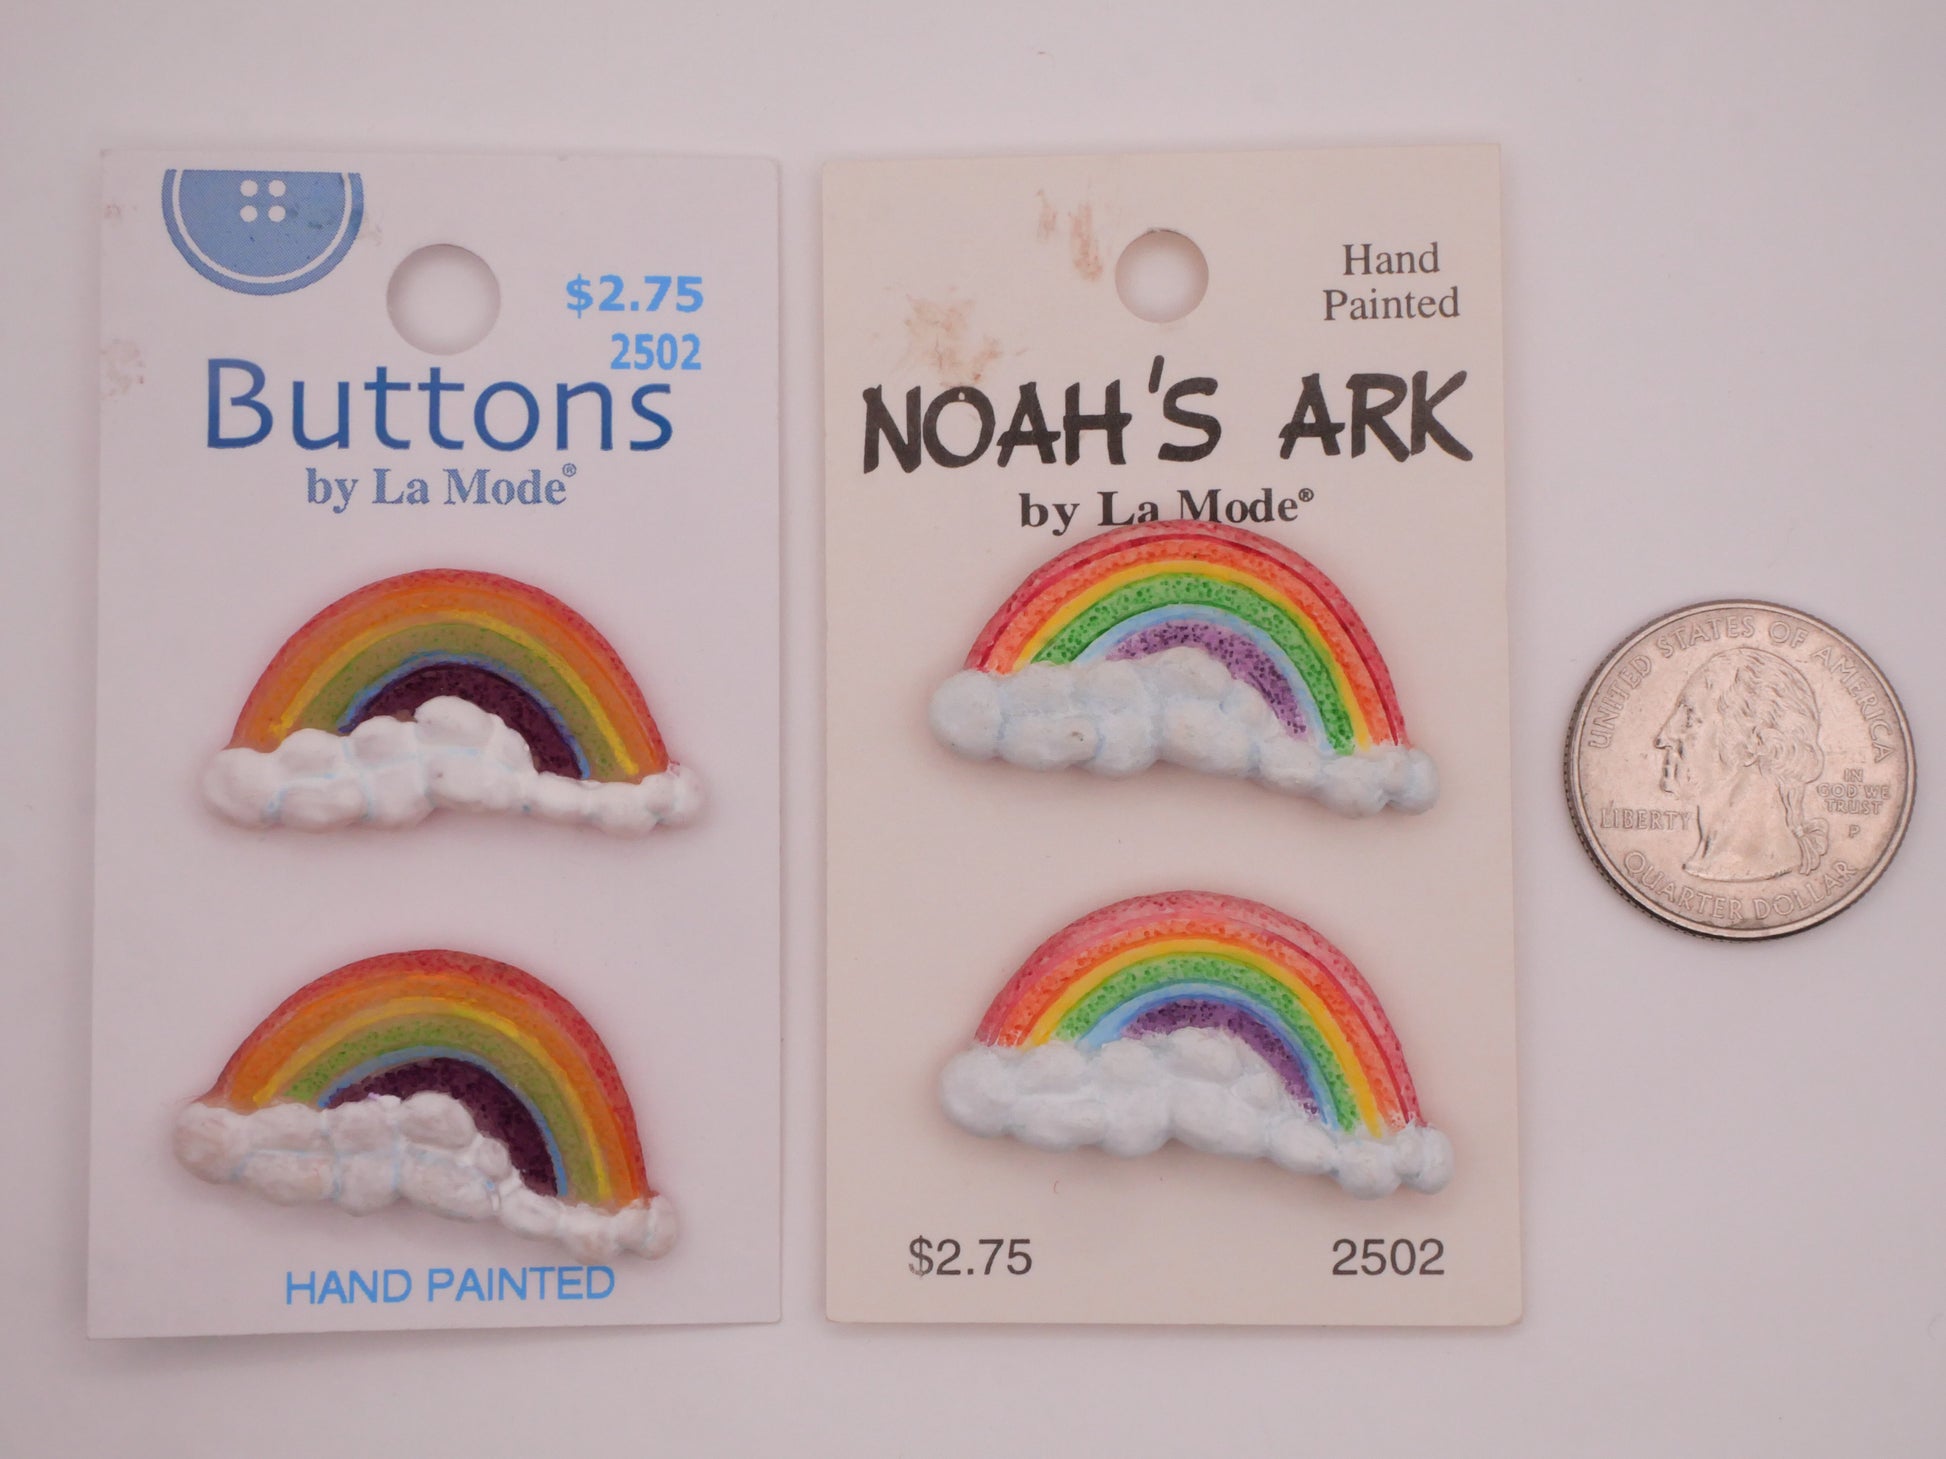 $2.75
2502
Buttons
by La Mode®
HAND PAINTED
Hand
Painted
NOAH'S ARK
by La Mode®
$2.75
2502
UNITED STATES OF AMERICA
LIBERTY
IN
GOD WE
TRUST
P
QUARTER DOLLAR